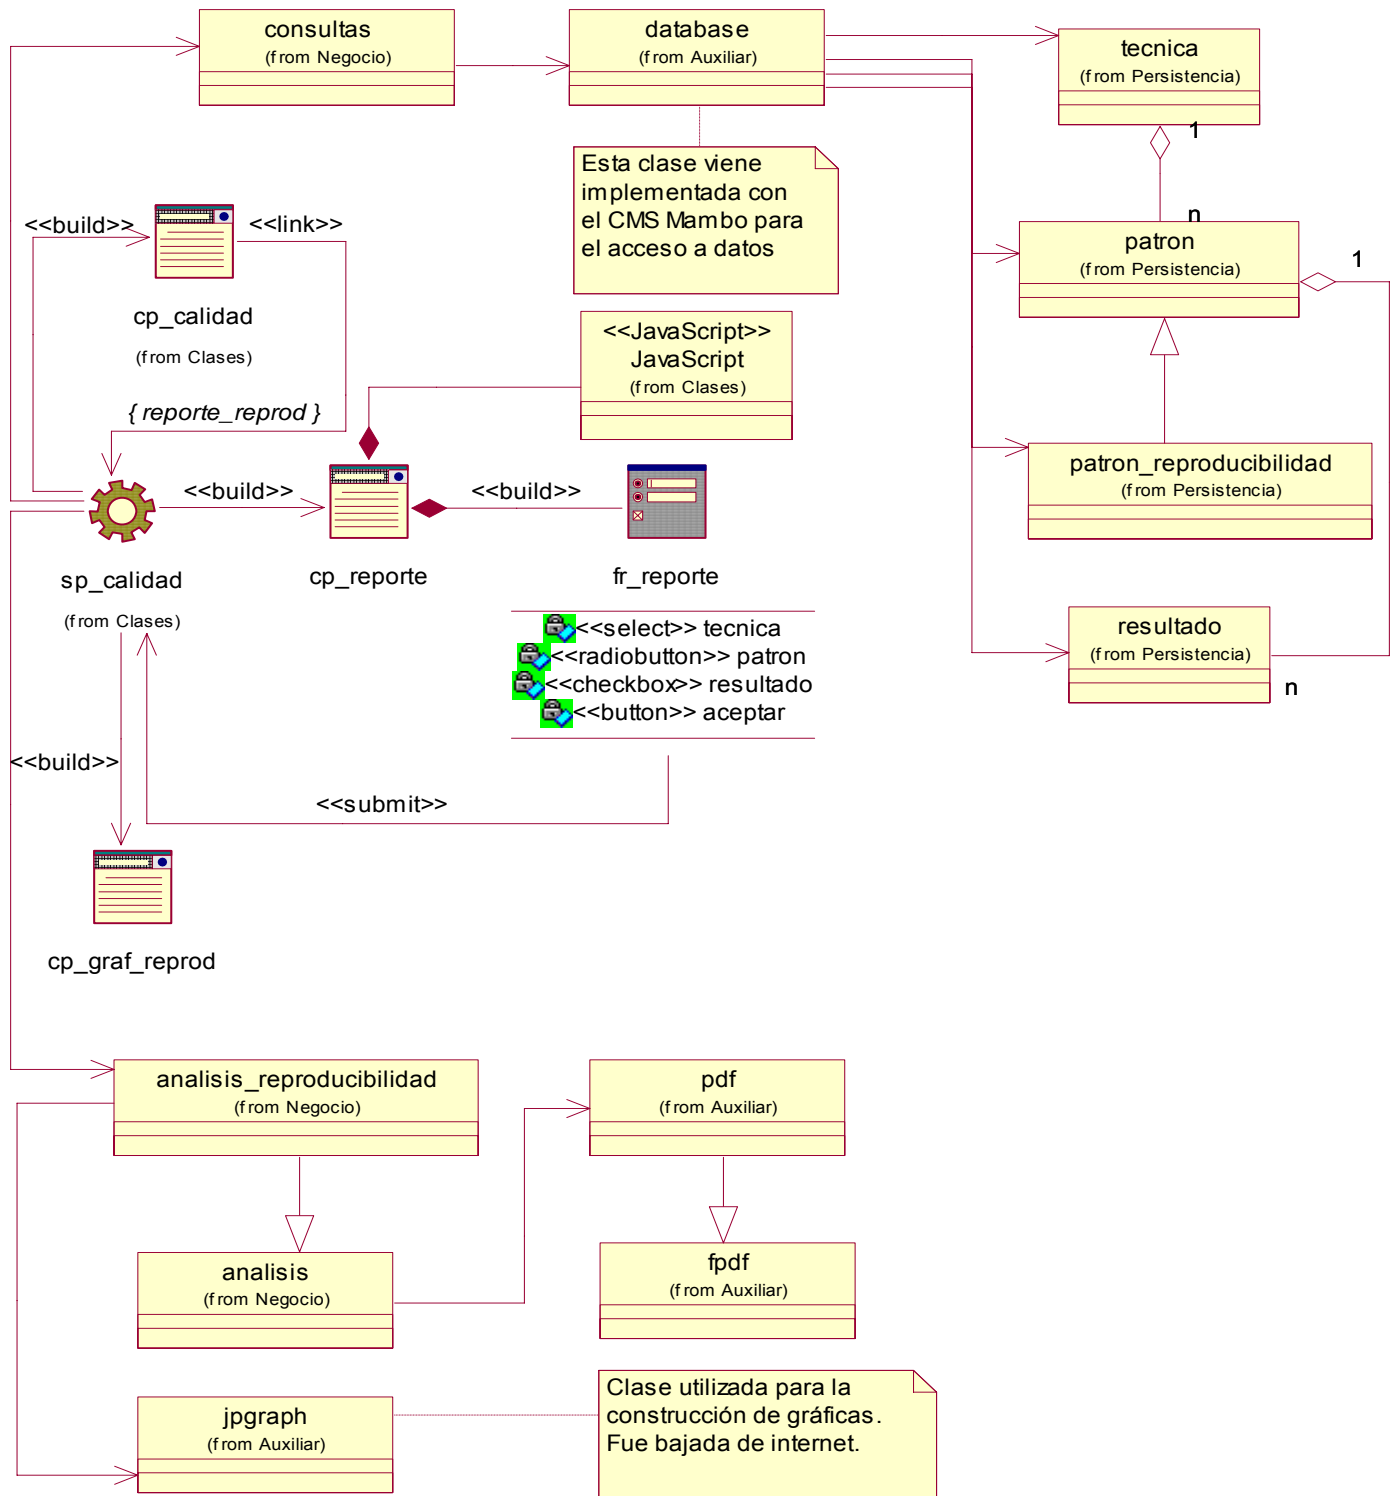 consultas
(from Negocio)
database
(from Auxiliar)
tecnica
(from Persistencia)
1
Esta clase viene
implementada con
el CMS Mambo para
el acceso a datos
n
patron
(from Persistencia)
1
<<build>>
<<link>>
cp_calidad
(from Clases)
{ reporte_reprod }
<<JavaScript>>
JavaScript
(from Clases)
patron_reproducibilidad
(from Persistencia)
<<build>>
<<build>>
sp_calidad
(from Clases)
cp_reporte
fr_reporte
<<select>> tecnica
<<radiobutton>> patron
<<checkbox>> resultado
<<button>> aceptar
resultado
(from Persistencia)
n
<<build>>
<<submit>>
cp_graf_reprod
analisis_reproducibilidad
(from Negocio)
pdf
(from Auxiliar)
analisis
(from Negocio)
fpdf
(from Auxiliar)
jpgraph
(from Auxiliar)
Clase utilizada para la
construcción de gráficas.
Fue bajada de internet.